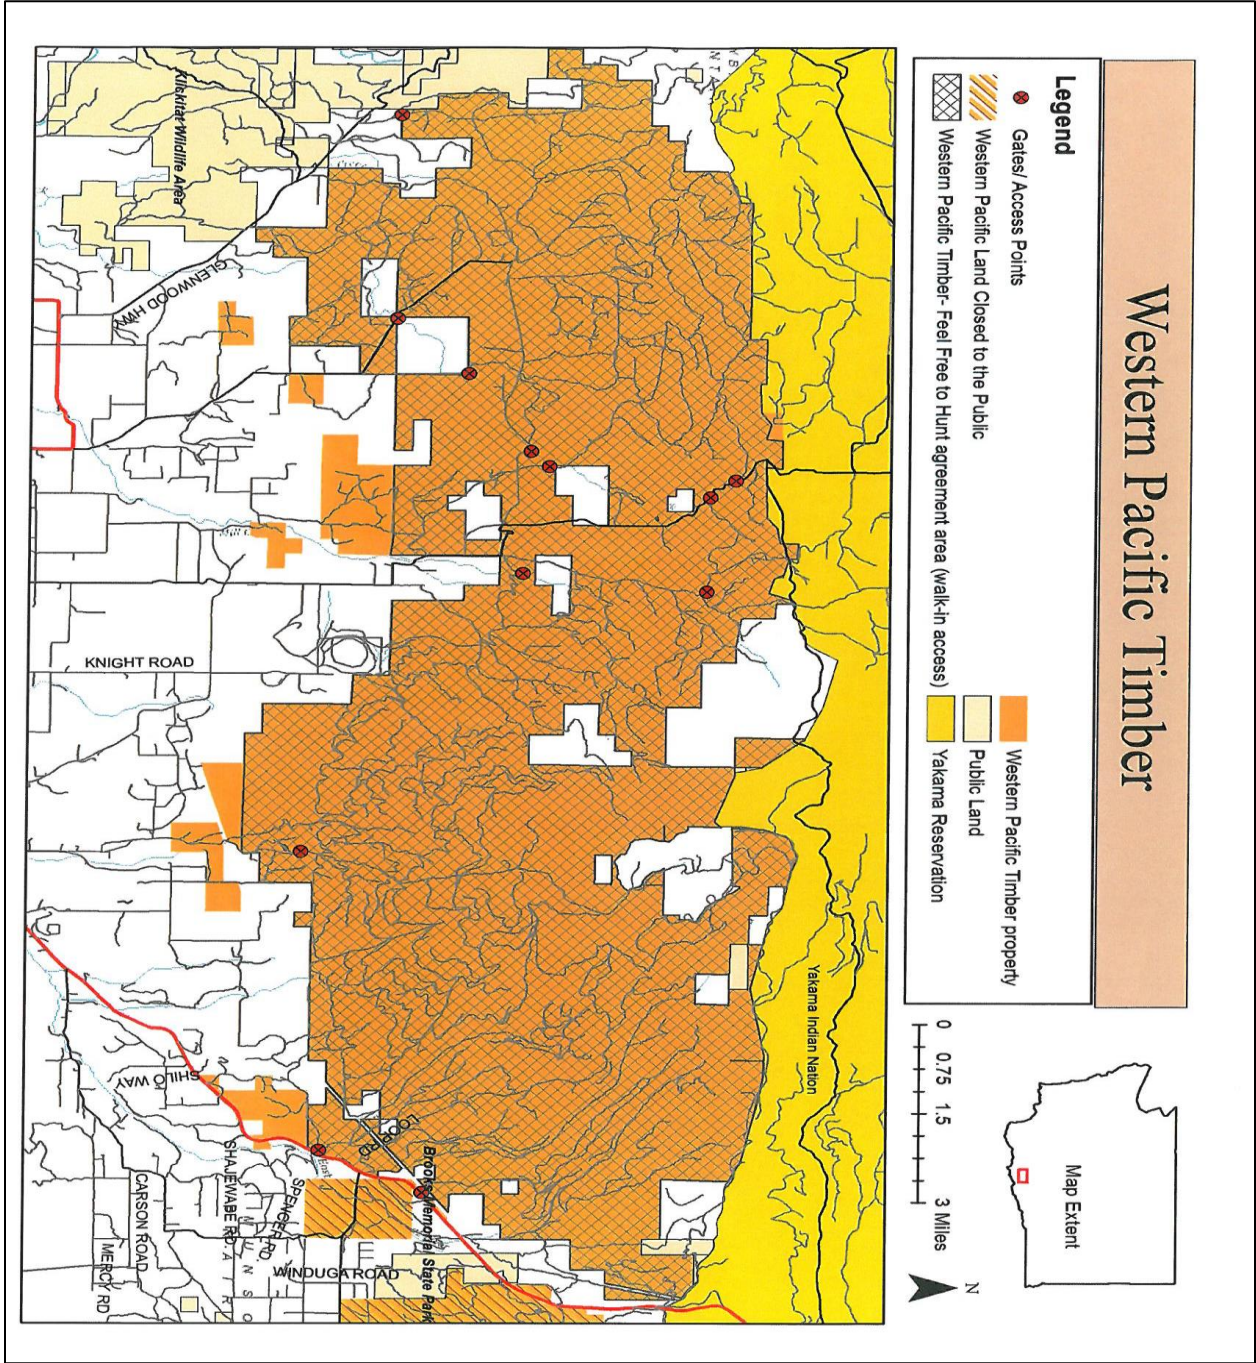 Western Pacific Timber
Legend
Gates/ Access Points
Western Pacific Land Closed to the Public
Western Pacific Timber- Feel Free to Hunt agreement area (walk-in access)
Western Pacific Timber property
Public Land
Yakama Reservation
0 0.75 1.5 3 Miles
Map Extent
N
Yakama Indian Nation
Klickitat Wildlife Area
GLENWOOD HWY
KNIGHT ROAD
LOOP RD
Brooks Memorial State Park
SHILO WAY
East
SPENCER RD.
SHAJEWABE RD.
WINDUGA ROAD
CARSON ROAD
MERCY RD